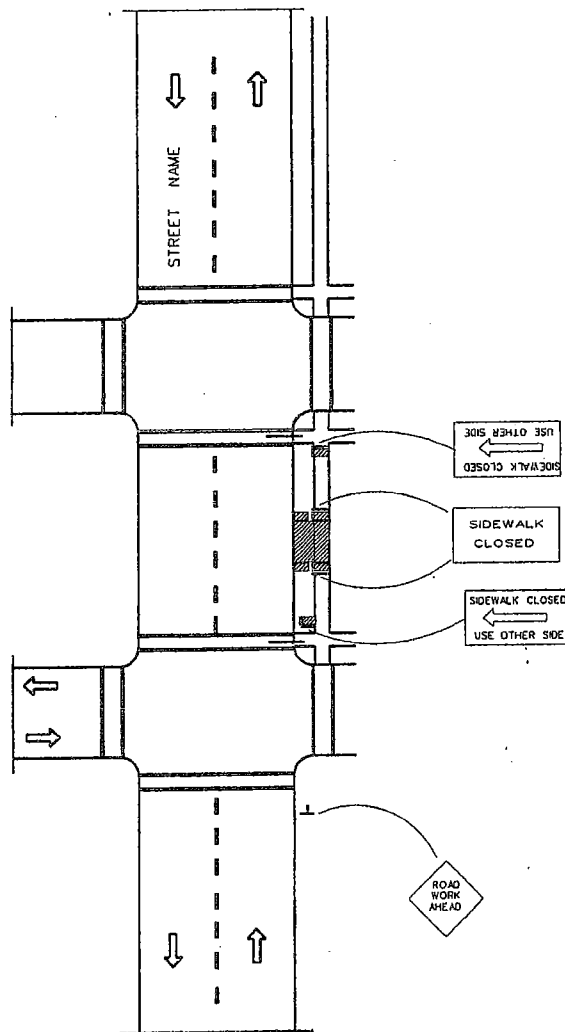 STREET NAME
SIDEWALK CLOSED
USE OTHER SIDE
SIDEWALK
CLOSED
SIDEWALK CLOSED
USE OTHER SIDE
ROAD
WORK
AHEAD